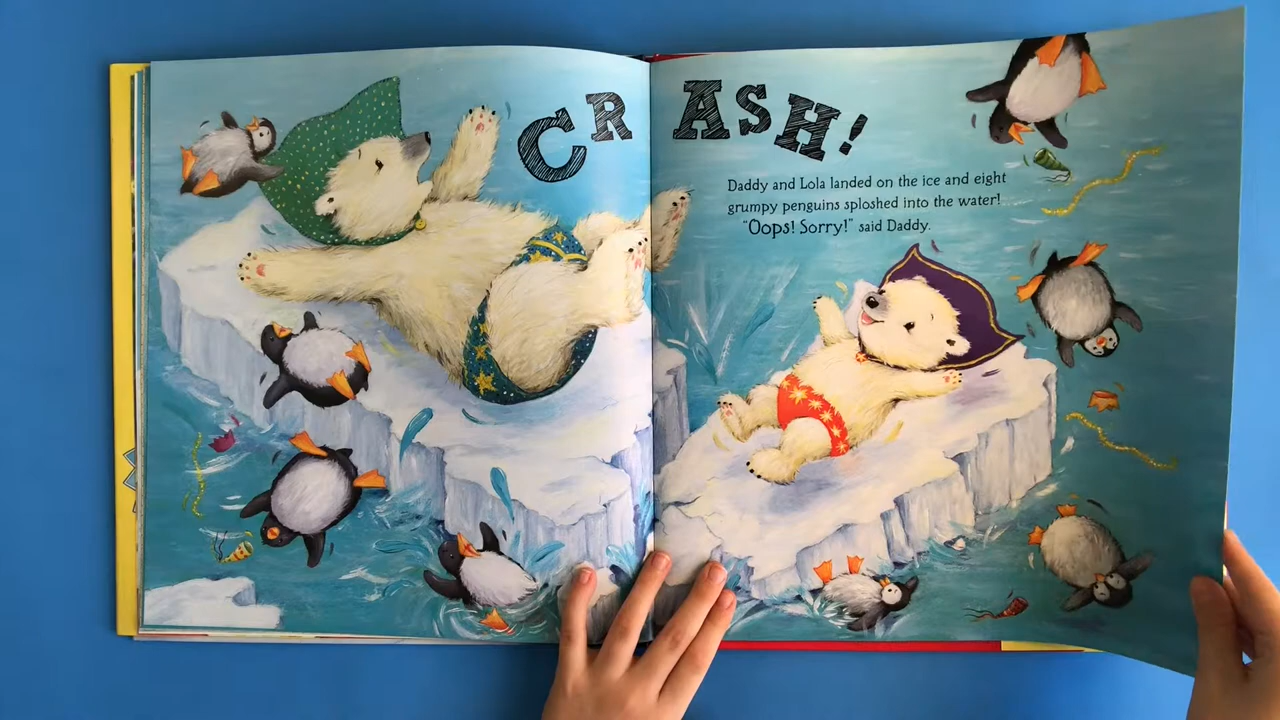 CRASH!
Daddy and Lola landed on the ice and eight
grumpy penguins sploshed into the water!
"Oops! Sorry!" said Daddy.